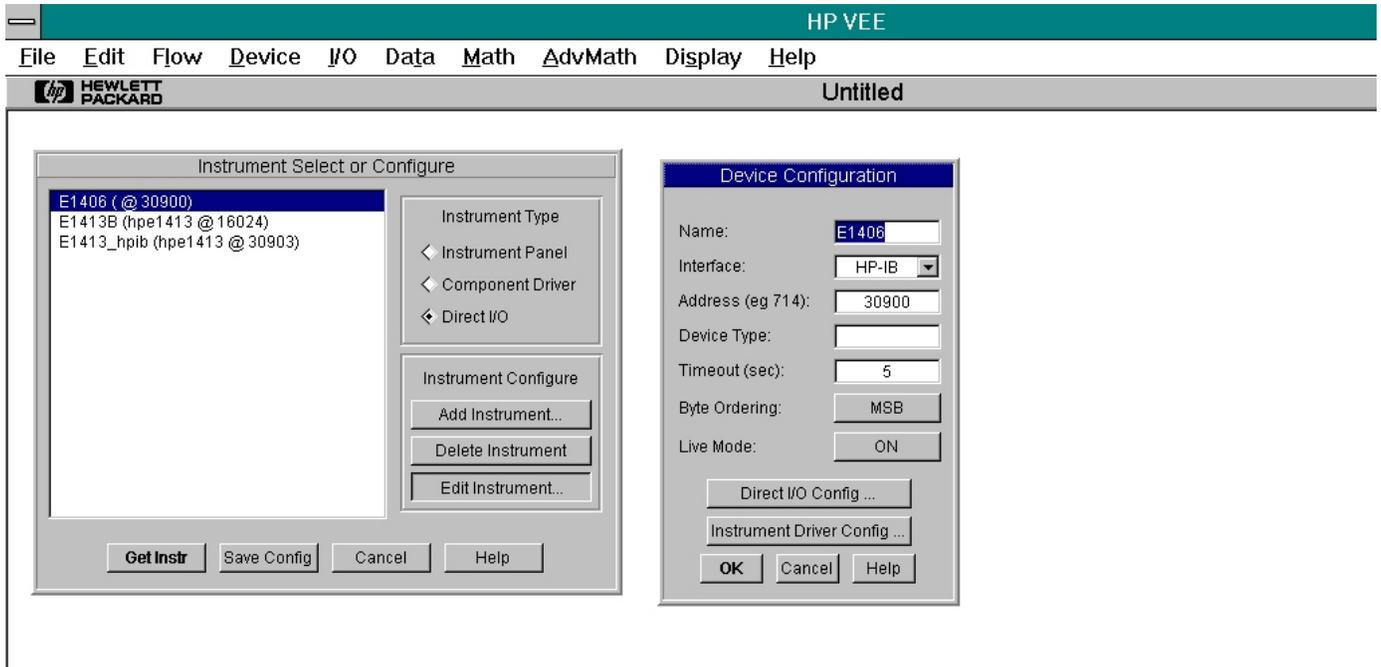 HP VEE
File Edit Flow Device I/O Data Math AdvMath Display Help
hp HEWLETT
PACKARD
Untitled
Instrument Select or Configure
E1406 ( @ 30900)
E1413B (hpe1413 @ 16024)
E1413_hpib (hpe1413 @ 30903)
Instrument Type
Instrument Panel
Component Driver
Direct I/O
Instrument Configure
Add Instrument...
Delete Instrument
Edit Instrument...
Get Instr Save Config Cancel Help
Device Configuration
Name: E1406
Interface: HP-IB
Address (eg 714): 30900
Device Type:
Timeout (sec): 5
Byte Ordering: MSB
Live Mode: ON
Direct I/O Config ...
Instrument Driver Config ...
OK Cancel Help